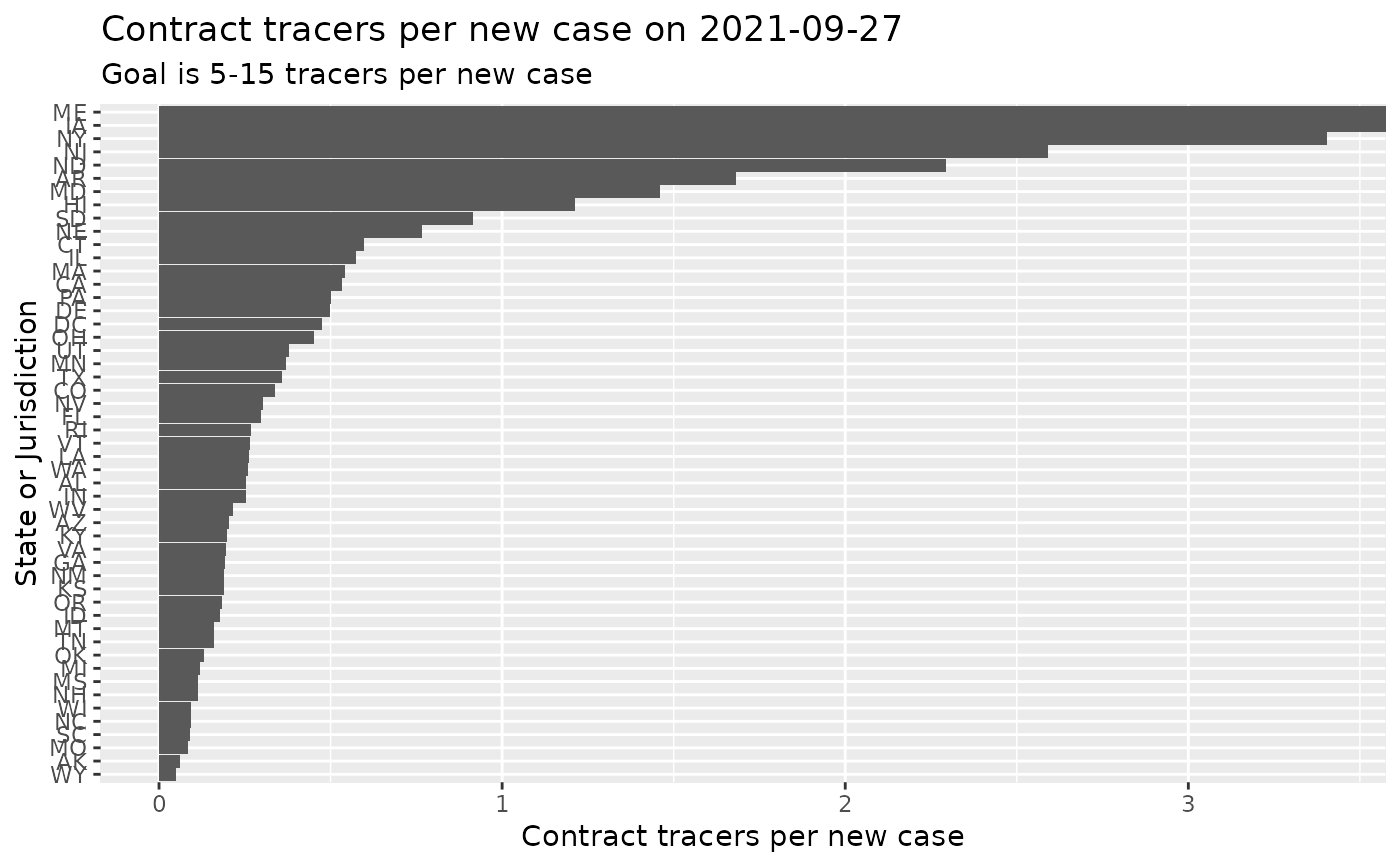 Contract tracers per new case on 2021-09-27
Goal is 5-15 tracers per new case
State or Jurisdiction
ME
IA
NY
NJ
ND
AR
MD
HI
SD
NE
CT
IL
MA
CA
PA
DE
DC
OH
UT
MN
TX
CO
NV
FL
RI
VT
LA
WA
AL
IN
WV
AZ
KY
VA
GA
NM
KS
OR
ID
MT
TN
OK
MI
MS
NH
WI
NC
SC
MO
AK
WY
0 1 2 3
Contract tracers per new case